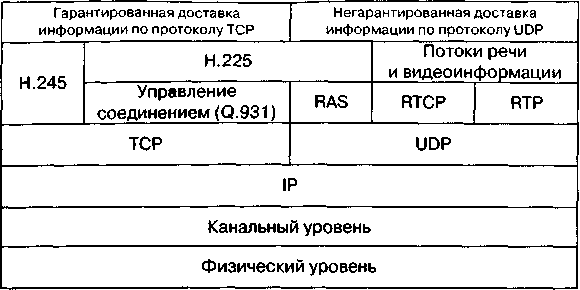 Гарантированная доставка
информации по протоколу TCP
Негарантированная доставка
информации по протоколу UDP
H.245
H.225
Потоки речи
и видеоинформации
Управление
соединением (Q.931)
RAS
RTCP
RTP
TCP
UDP
IP
Канальный уровень
Физический уровень